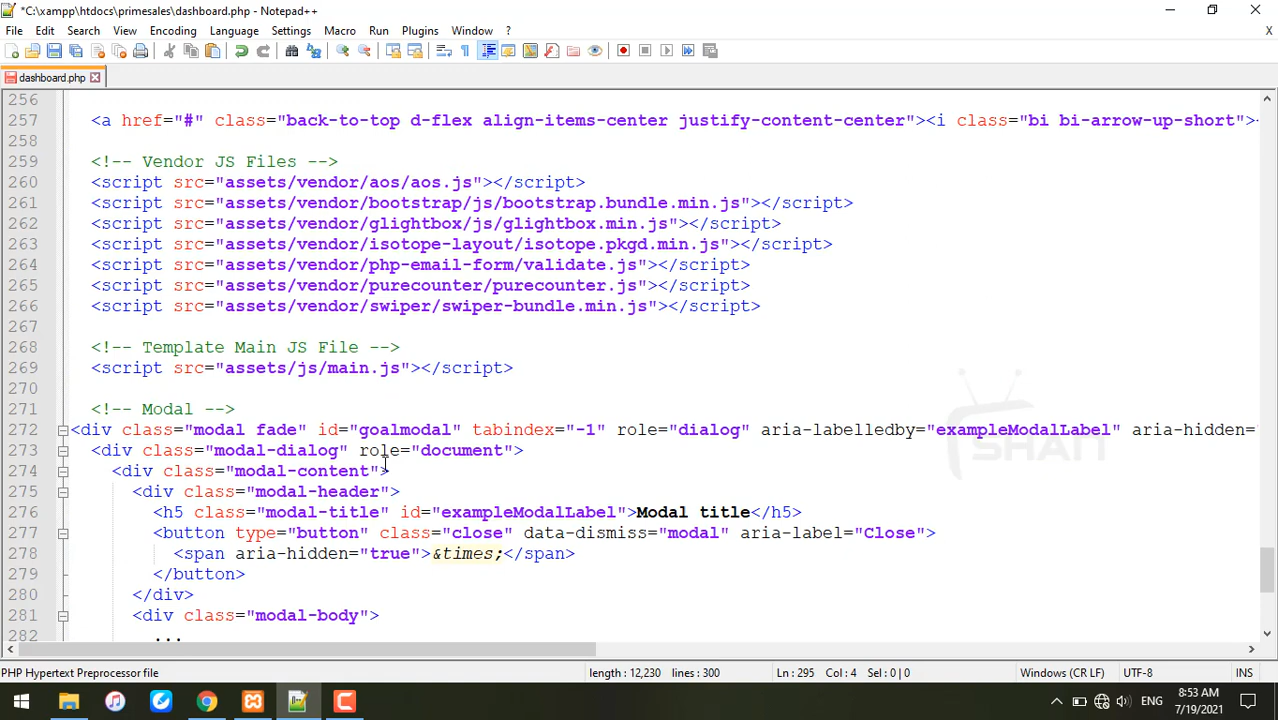 *C:\xampp\htdocs\primesales\dashboard.php - Notepad++
File Edit Search View Encoding Language Settings Macro Run Plugins Window ? X
dashboard.php
256
257 <a href="#" class="back-to-top d-flex align-items-center justify-content-center"><i class="bi bi-arrow-up-short">
258
259 <!-- Vendor JS Files -->
260 <script src="assets/vendor/aos/aos.js"></script>
261 <script src="assets/vendor/bootstrap/js/bootstrap.bundle.min.js"></script>
262 <script src="assets/vendor/glightbox/js/glightbox.min.js"></script>
263 <script src="assets/vendor/isotope-layout/isotope.pkgd.min.js"></script>
264 <script src="assets/vendor/php-email-form/validate.js"></script>
265 <script src="assets/vendor/purecounter/purecounter.js"></script>
266 <script src="assets/vendor/swiper/swiper-bundle.min.js"></script>
267
268 <!-- Template Main JS File -->
269 <script src="assets/js/main.js"></script>
270
271 <!-- Modal -->
272 <div class="modal fade" id="goalmodal" tabindex="-1" role="dialog" aria-labelledby="exampleModalLabel" aria-hidden="
273 <div class="modal-dialog" role="document">
274 <div class="modal-content">
275 <div class="modal-header">
276 <h5 class="modal-title" id="exampleModalLabel">Modal title</h5>
277 <button type="button" class="close" data-dismiss="modal" aria-label="Close">
278 <span aria-hidden="true">&times;</span>
279 </button>
280 </div>
281 <div class="modal-body">
282 ...
SHAN
PHP Hypertext Preprocessor file length : 12,230 lines : 300 Ln : 295 Col : 4 Sel : 0 | 0 Windows (CR LF) UTF-8 INS
ENG
8:53 AM
7/19/2021